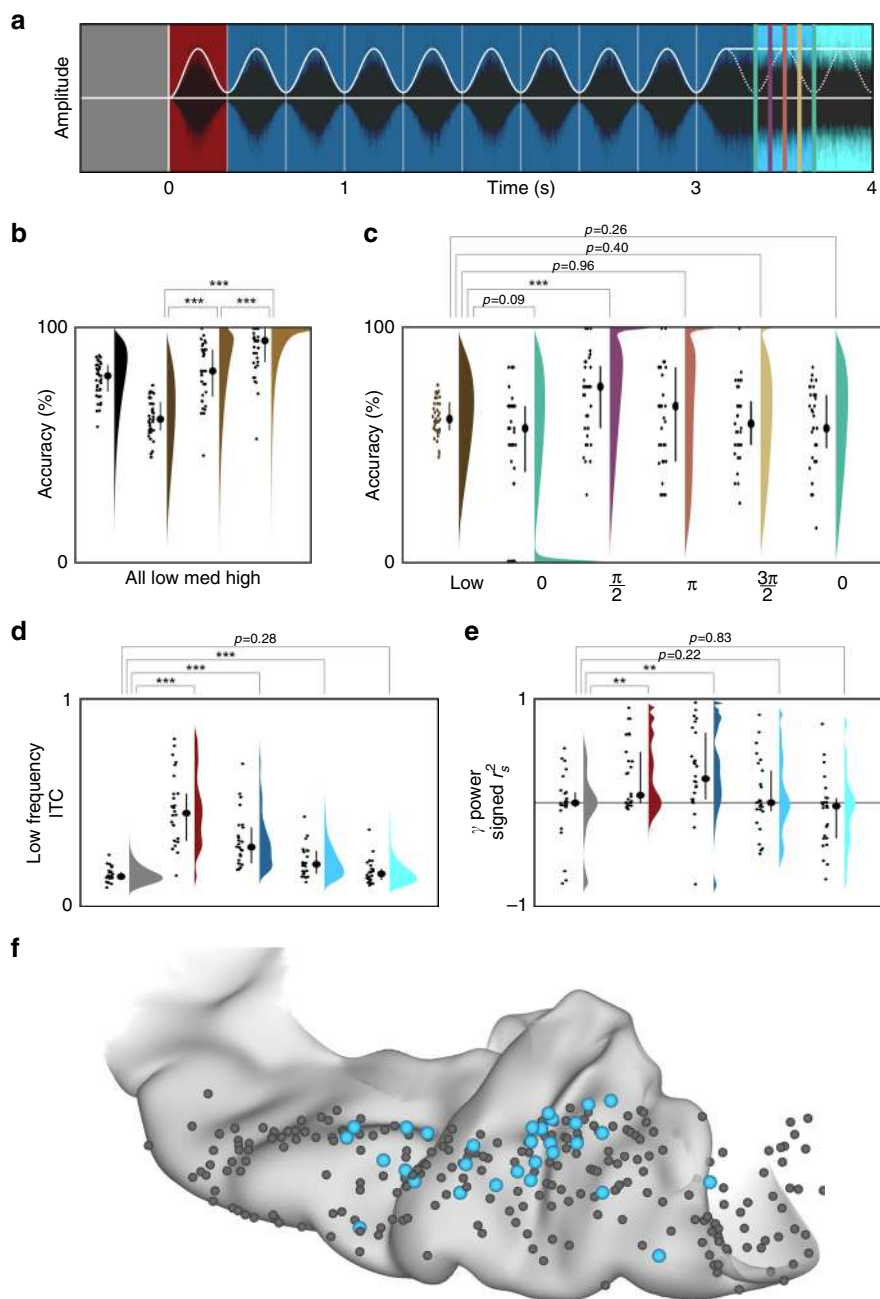 a
Amplitude
0 1 Time (s) 3 4
b
***
*** ***
100
Accuracy (%)
0
All low med high
c
p=0.26
p=0.40
p=0.96
***
p=0.09
100
Accuracy (%)
0
Low 0 π/2 π 3π/2 0
d
p=0.28
***
***
***
1
Low frequency
ITC
0
e
p=0.83
p=0.22
**
**
1
γ power
signed r²s
–1
f